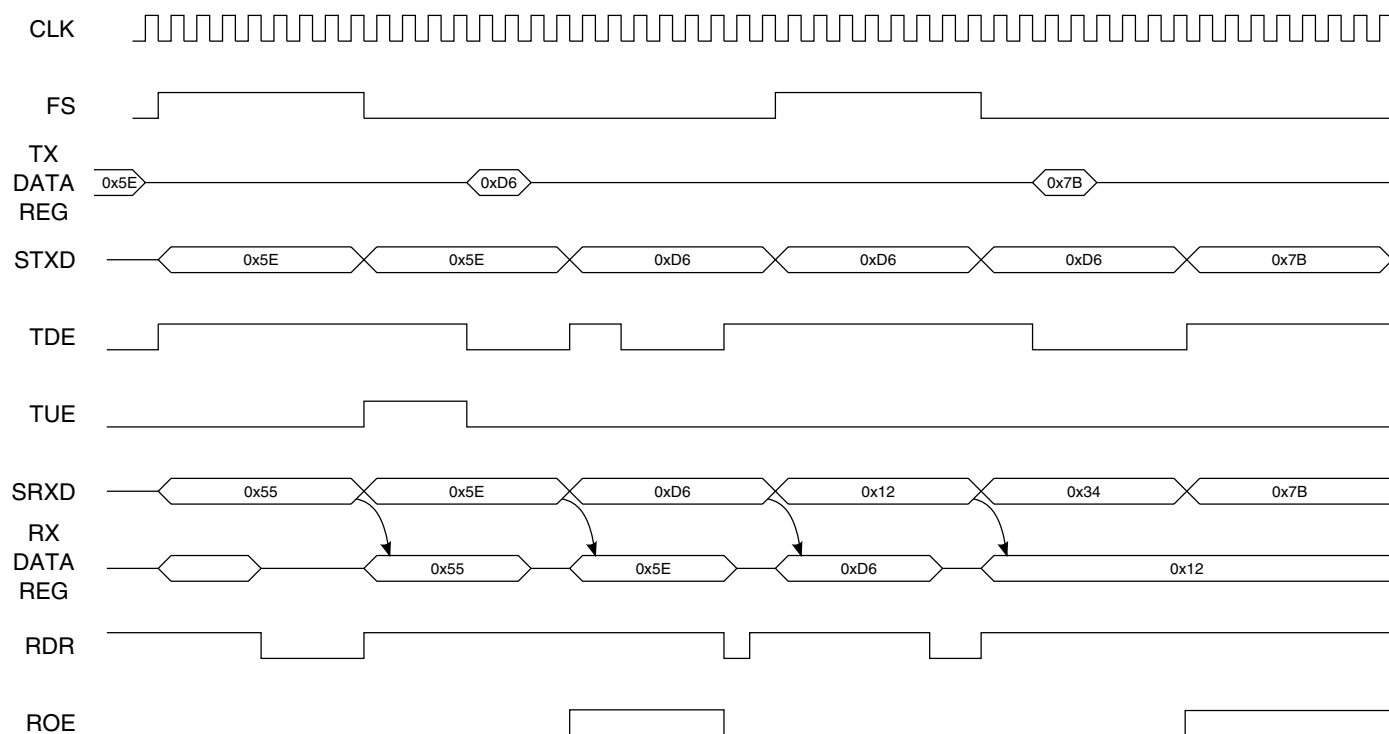 CLK
FS
TX
DATA
REG
0x5E
0xD6
0x7B
STXD
0x5E
0x5E
0xD6
0xD6
0xD6
0x7B
TDE
TUE
SRXD
0x55
0x5E
0xD6
0x12
0x34
0x7B
RX
DATA
REG
0x55
0x5E
0xD6
0x12
RDR
ROE